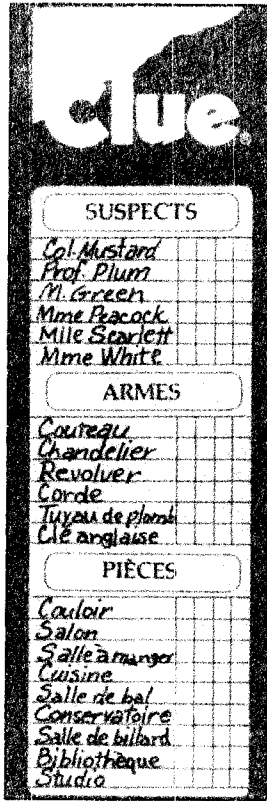 Clue®
SUSPECTS
Col. Mustard
Prof. Plum
M. Green
Mme Peacock
Mlle Scarlett
Mme White
ARMES
Couteau
Chandelier
Revolver
Corde
Tuyau de plomb
Clé anglaise
PIÈCES
Couloir
Salon
Salle à manger
Cuisine
Salle de bal
Conservatoire
Salle de billard
Bibliothèque
Studio